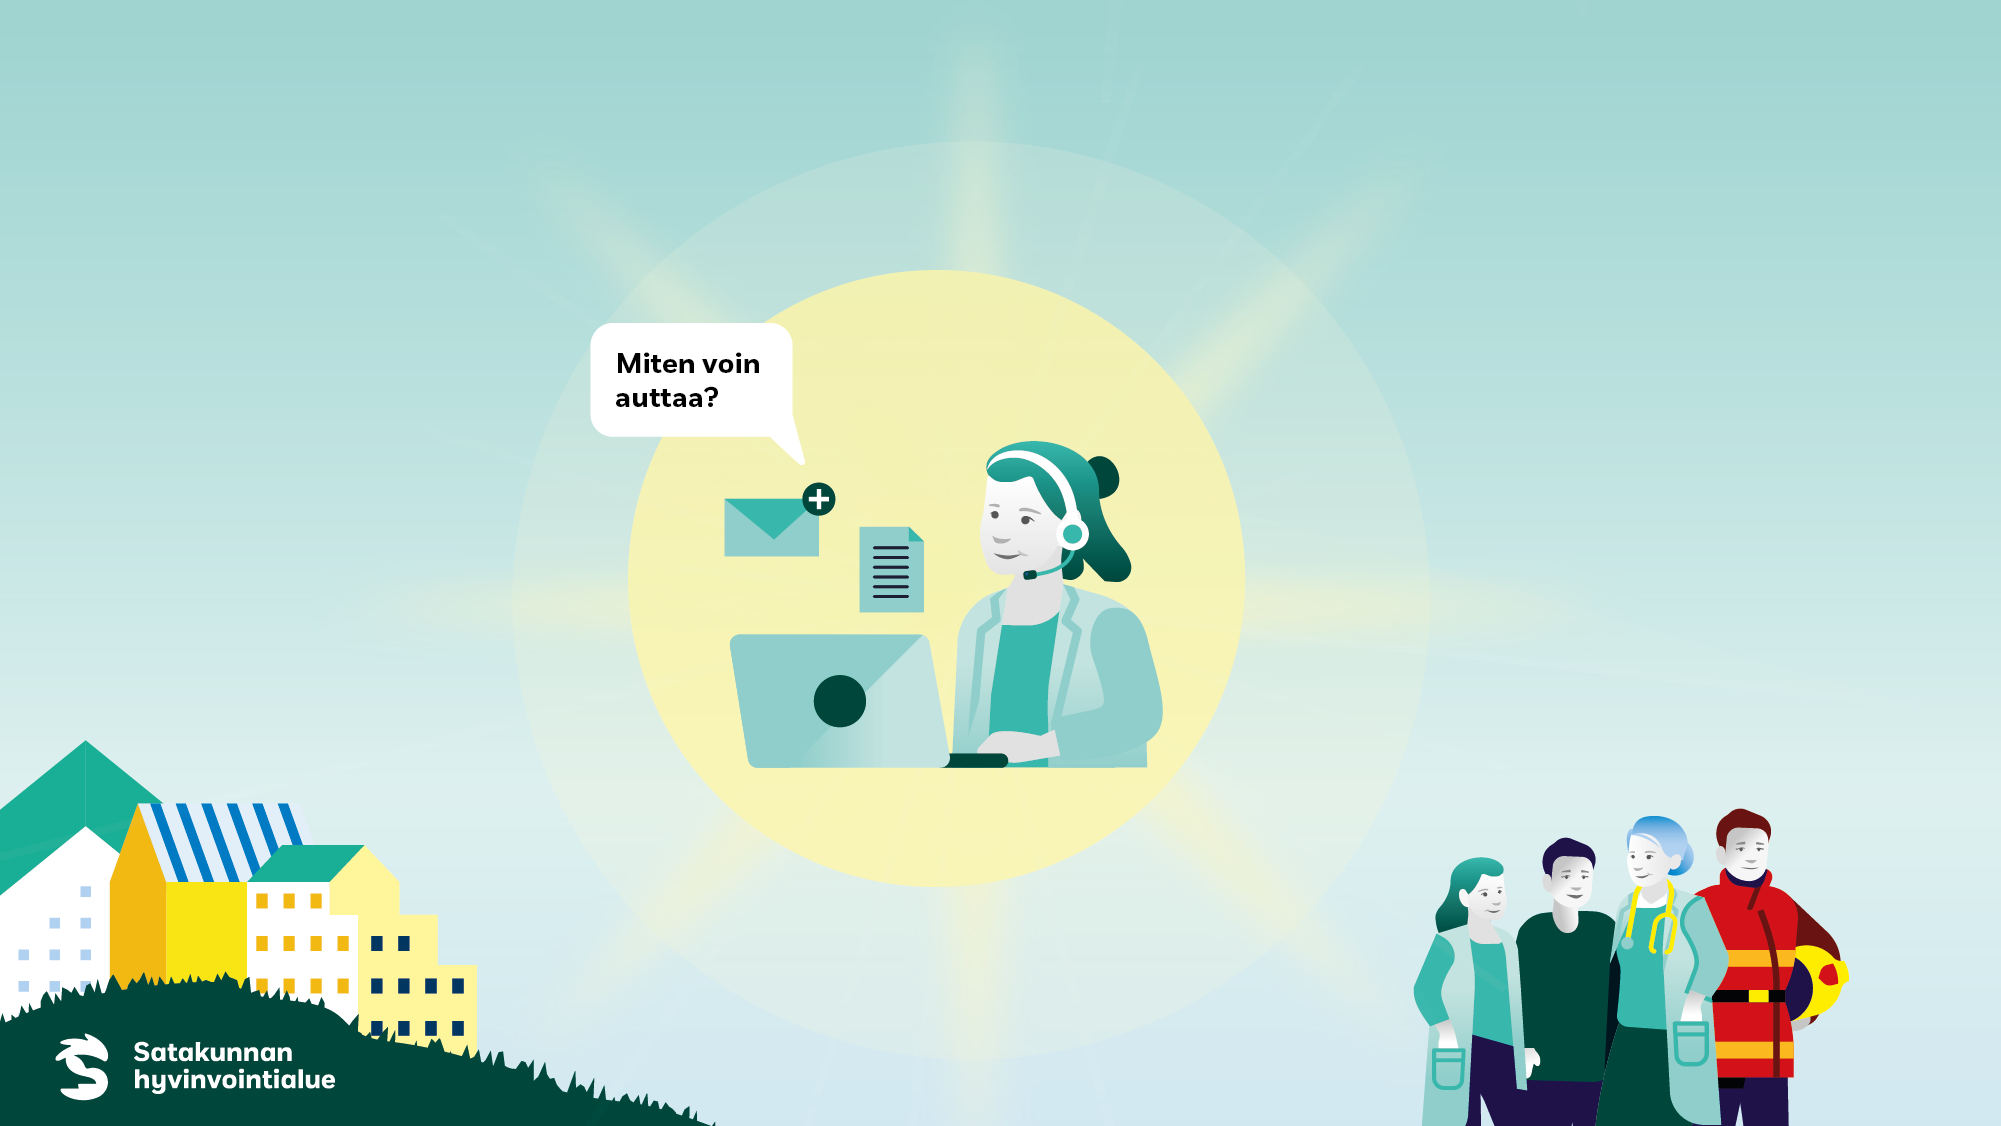 Miten voin
auttaa?
Satakunnan
hyvinvointialue